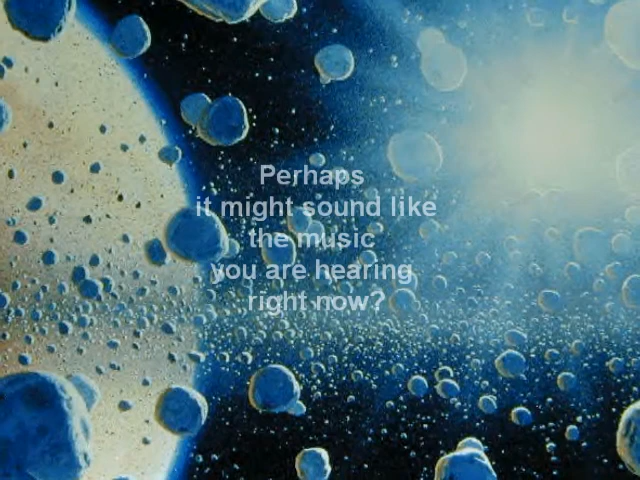 Perhaps
it might sound like
the music
you are hearing
right now?